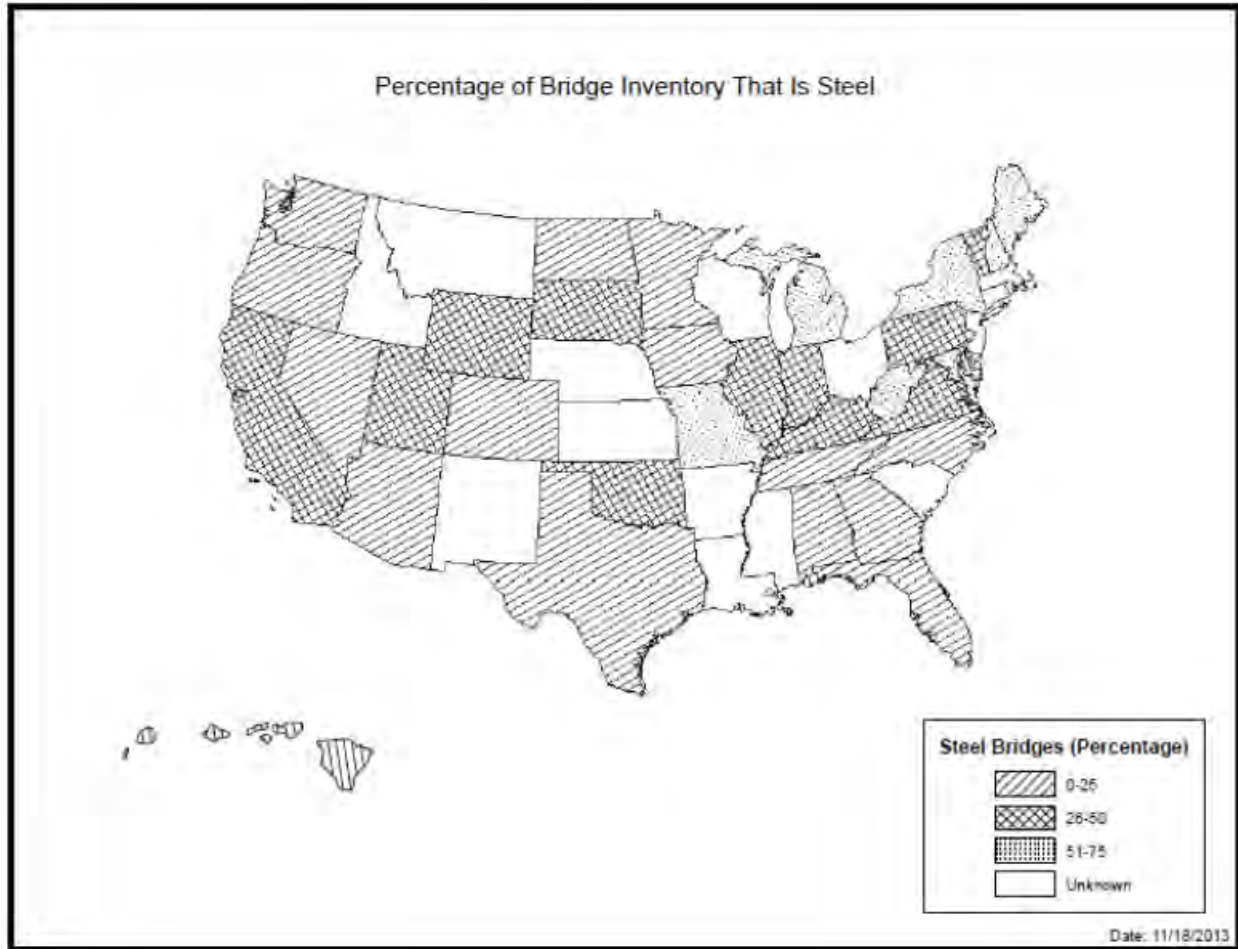 Percentage of Bridge Inventory That Is Steel
Steel Bridges (Percentage)
0-25
26-50
51-75
Unknown
Date: 11/18/2013